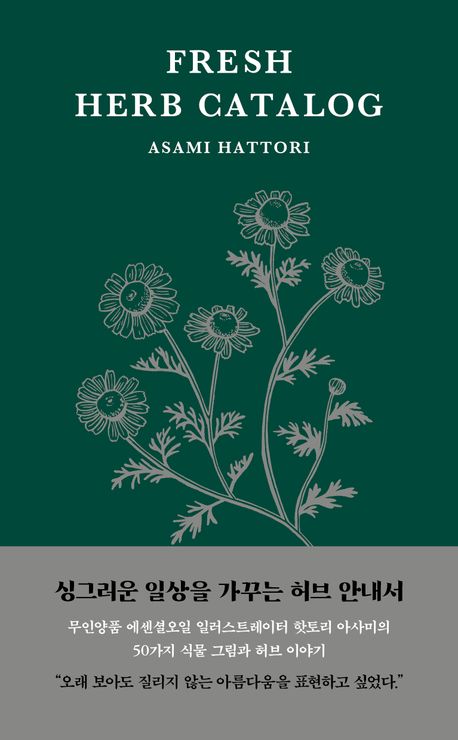 FRESH
HERB CATALOG
ASAMI HATTORI
싱그러운 일상을 가꾸는 허브 안내서
무인양품 에센셜오일 일러스트레이터 핫토리 아사미의
50가지 식물 그림과 허브 이야기
“오래 보아도 질리지 않는 아름다움을 표현하고 싶었다.”